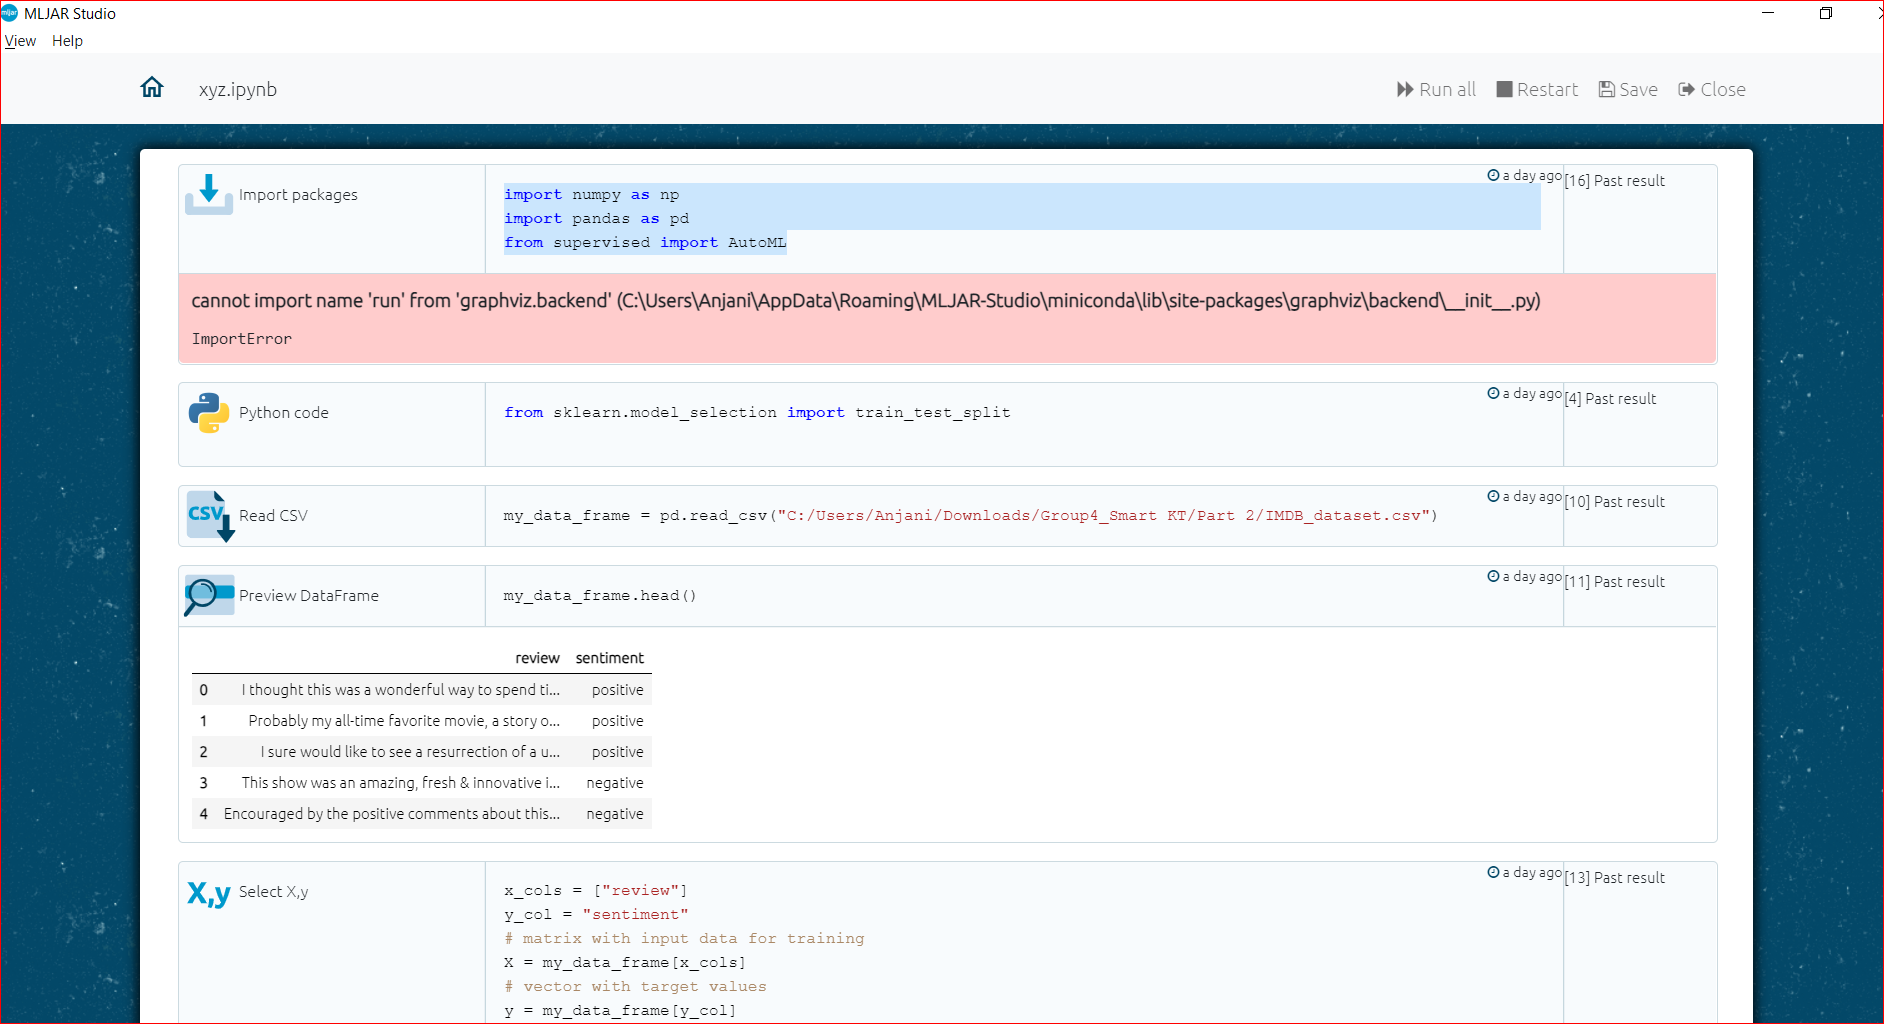 mljar MLJAR Studio
View Help
xyz.ipynb Run all Restart Save Close
Import packages
import numpy as np
import pandas as pd
from supervised import AutoML
a day ago
[16] Past result
cannot import name 'run' from 'graphviz.backend' (C:\Users\Anjani\AppData\Roaming\MLJAR-Studio\miniconda\lib\site-packages\graphviz\backend\__init__.py)
ImportError
Python code
from sklearn.model_selection import train_test_split
a day ago
[4] Past result
CSV Read CSV
my_data_frame = pd.read_csv("C:/Users/Anjani/Downloads/Group4_Smart KT/Part 2/IMDB_dataset.csv")
a day ago
[10] Past result
Preview DataFrame
my_data_frame.head()
a day ago
[11] Past result
review sentiment
0 I thought this was a wonderful way to spend ti... positive
1 Probably my all-time favorite movie, a story o... positive
2 I sure would like to see a resurrection of a u... positive
3 This show was an amazing, fresh & innovative i... negative
4 Encouraged by the positive comments about this... negative
X,y Select X,y
x_cols = ["review"]
y_col = "sentiment"
# matrix with input data for training
X = my_data_frame[x_cols]
# vector with target values
y = my_data_frame[y_col]
a day ago
[13] Past result